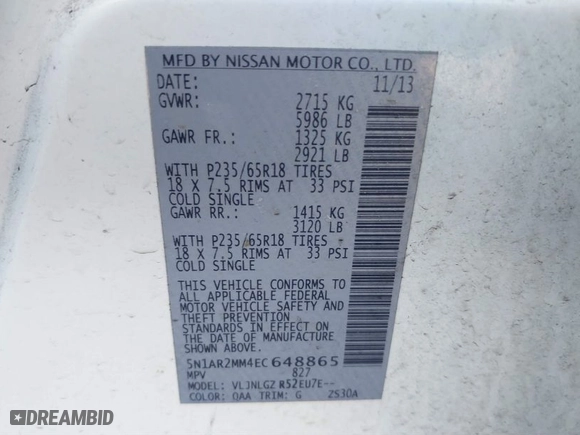 MFD BY NISSAN MOTOR CO., LTD.
DATE: 11/13
GVWR: 2715 KG
5986 LB
GAWR FR.: 1325 KG
2921 LB
WITH P235/65R18 TIRES
18 X 7.5 RIMS AT 33 PSI
COLD SINGLE
GAWR RR.: 1415 KG
3120 LB
WITH P235/65R18 TIRES
18 X 7.5 RIMS AT 33 PSI
COLD SINGLE
THIS VEHICLE CONFORMS
TO ALL APPLICABLE FEDERAL
MOTOR VEHICLE SAFETY AND
THEFT PREVENTION
STANDARDS IN EFFECT ON
THE DATE OF MANUFACTURE
SHOWN ABOVE.
5N1AR2MM4EC648865
MPV 827
MODEL: VLJNLGZ R52EU7E--
COLOR: QAA TRIM: G ZS30A
DREAMBID
DREAMBID